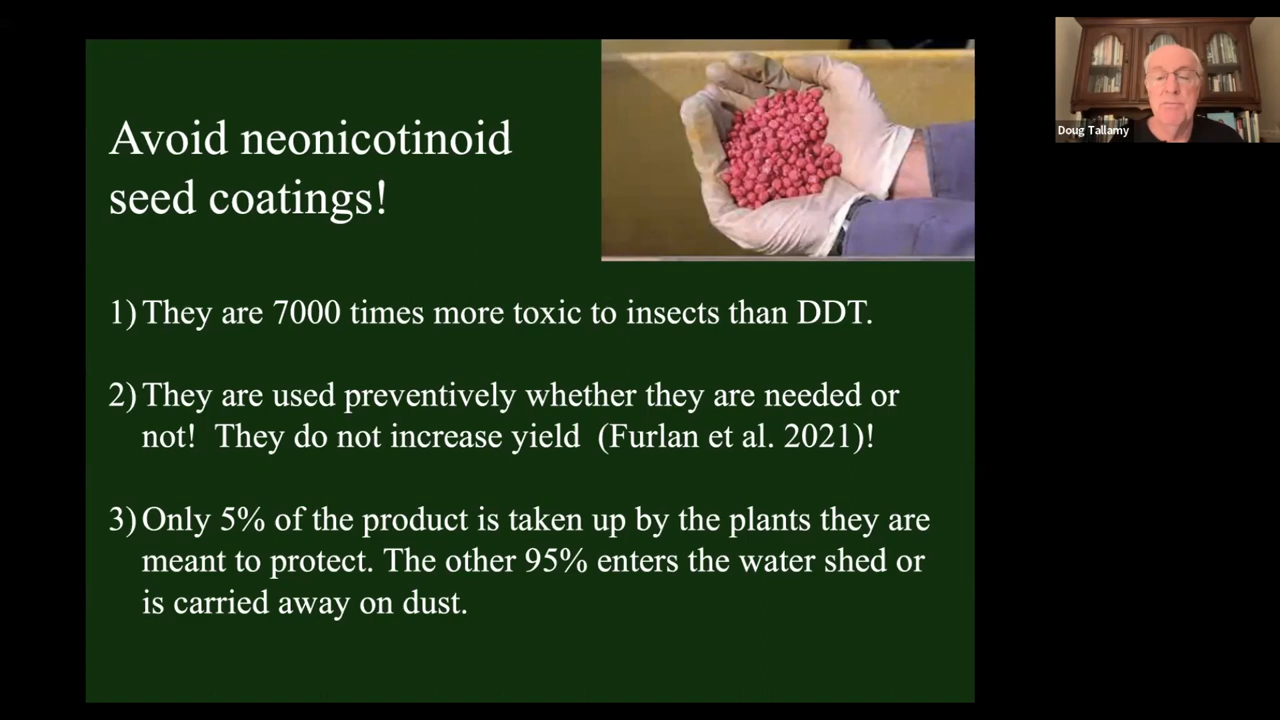 Avoid neonicotinoid
seed coatings!
1) They are 7000 times more toxic to insects than DDT.
2) They are used preventively whether they are needed or
not!  They do not increase yield  (Furlan et al. 2021)!
3) Only 5% of the product is taken up by the plants they are
meant to protect. The other 95% enters the water shed or
is carried away on dust.
Doug Tallamy